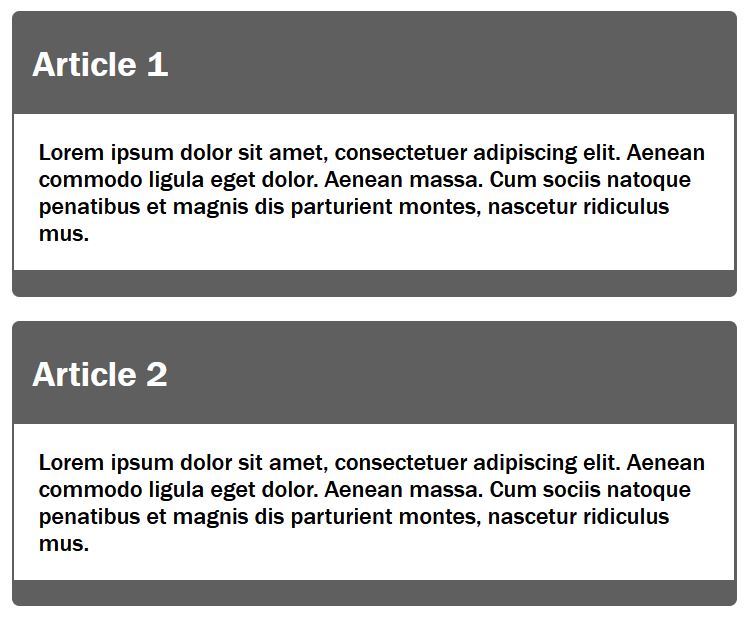 Article 1
Lorem ipsum dolor sit amet, consectetuer adipiscing elit. Aenean
commodo ligula eget dolor. Aenean massa. Cum sociis natoque
penatibus et magnis dis parturient montes, nascetur ridiculus
mus.
Article 2
Lorem ipsum dolor sit amet, consectetuer adipiscing elit. Aenean
commodo ligula eget dolor. Aenean massa. Cum sociis natoque
penatibus et magnis dis parturient montes, nascetur ridiculus
mus.